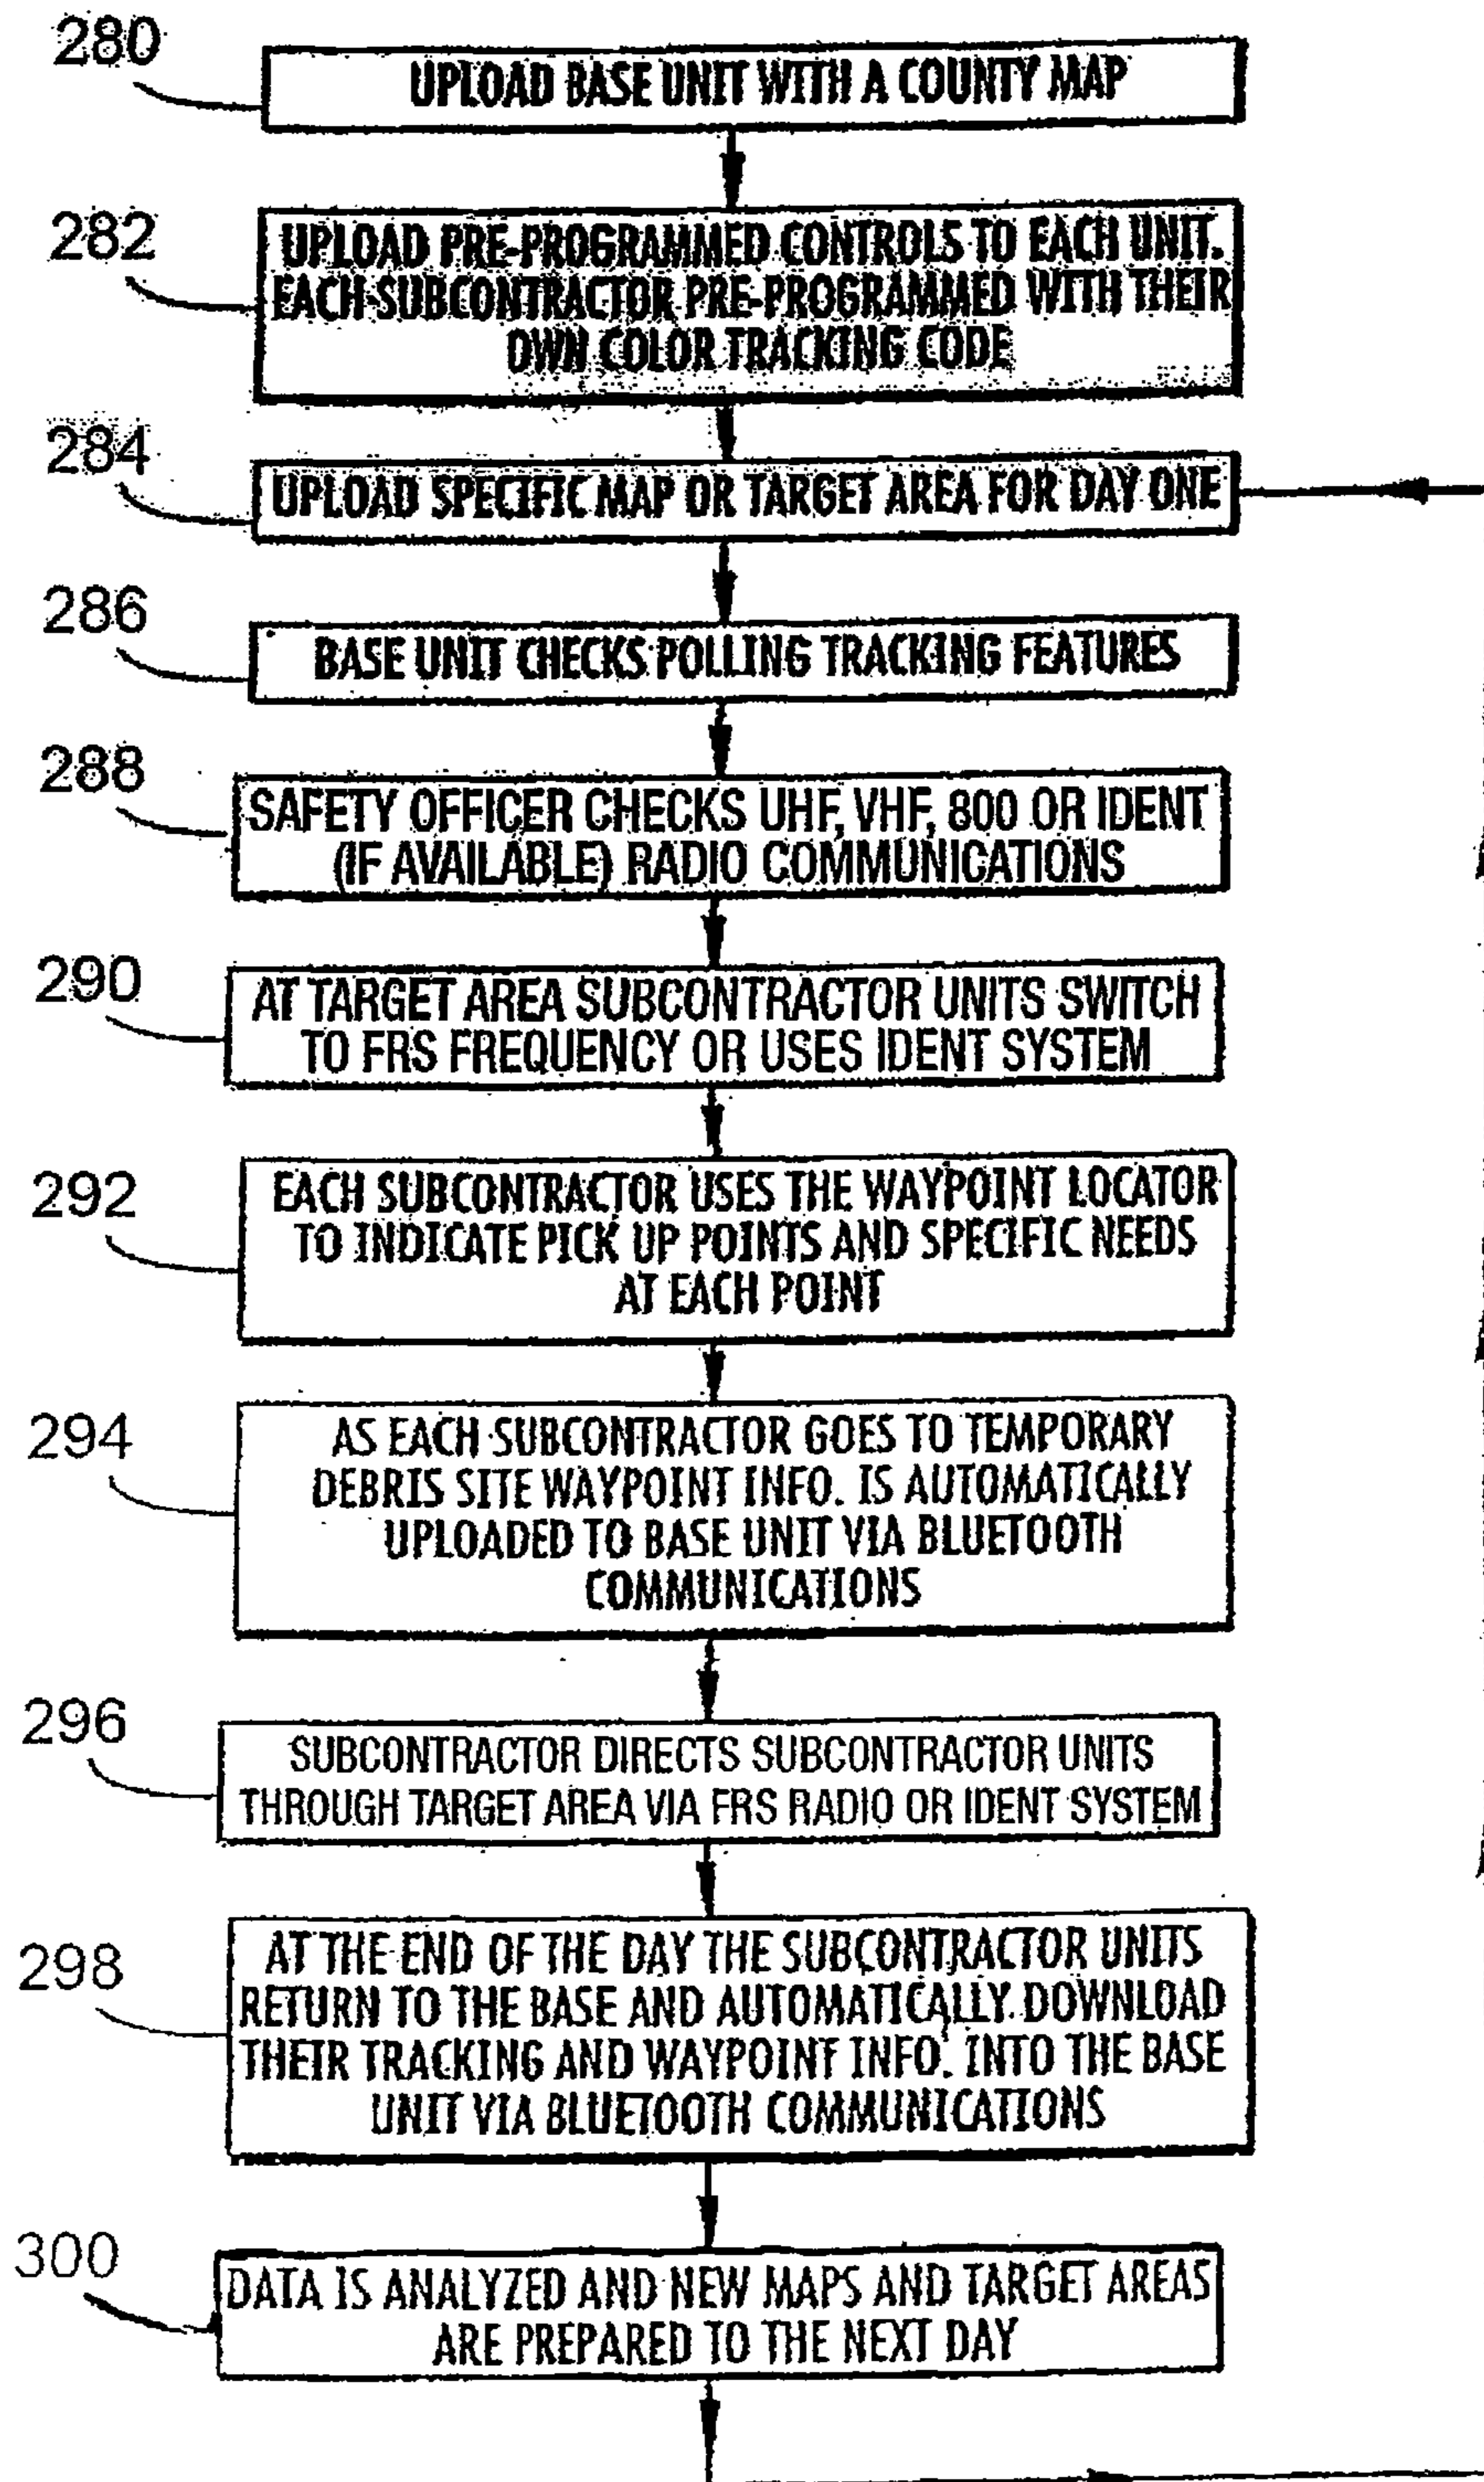 280
UPLOAD BASE UNIT WITH A COUNTY MAP
282
UPLOAD PRE-PROGRAMMED CONTROLS TO EACH UNIT.
EACH SUBCONTRACTOR PRE-PROGRAMMED WITH THEIR
OWN COLOR TRACKING CODE
284
UPLOAD SPECIFIC MAP OR TARGET AREA FOR DAY ONE
286
BASE UNIT CHECKS POLLING TRACKING FEATURES
288
SAFETY OFFICER CHECKS UHF, VHF, 800 OR IDENT
(IF AVAILABLE) RADIO COMMUNICATIONS
290
AT TARGET AREA SUBCONTRACTOR UNITS SWITCH
TO FRS FREQUENCY OR USES IDENT SYSTEM
292
EACH SUBCONTRACTOR USES THE WAYPOINT LOCATOR
TO INDICATE PICK UP POINTS AND SPECIFIC NEEDS
AT EACH POINT
294
AS EACH SUBCONTRACTOR GOES TO TEMPORARY
DEBRIS SITE WAYPOINT INFO. IS AUTOMATICALLY
UPLOADED TO BASE UNIT VIA BLUETOOTH
COMMUNICATIONS
296
SUBCONTRACTOR DIRECTS SUBCONTRACTOR UNITS
THROUGH TARGET AREA VIA FRS RADIO OR IDENT SYSTEM
298
AT THE END OF THE DAY THE SUBCONTRACTOR UNITS
RETURN TO THE BASE AND AUTOMATICALLY DOWNLOAD
THEIR TRACKING AND WAYPOINT INFO. INTO THE BASE
UNIT VIA BLUETOOTH COMMUNICATIONS
300
DATA IS ANALYZED AND NEW MAPS AND TARGET AREAS
ARE PREPARED TO THE NEXT DAY